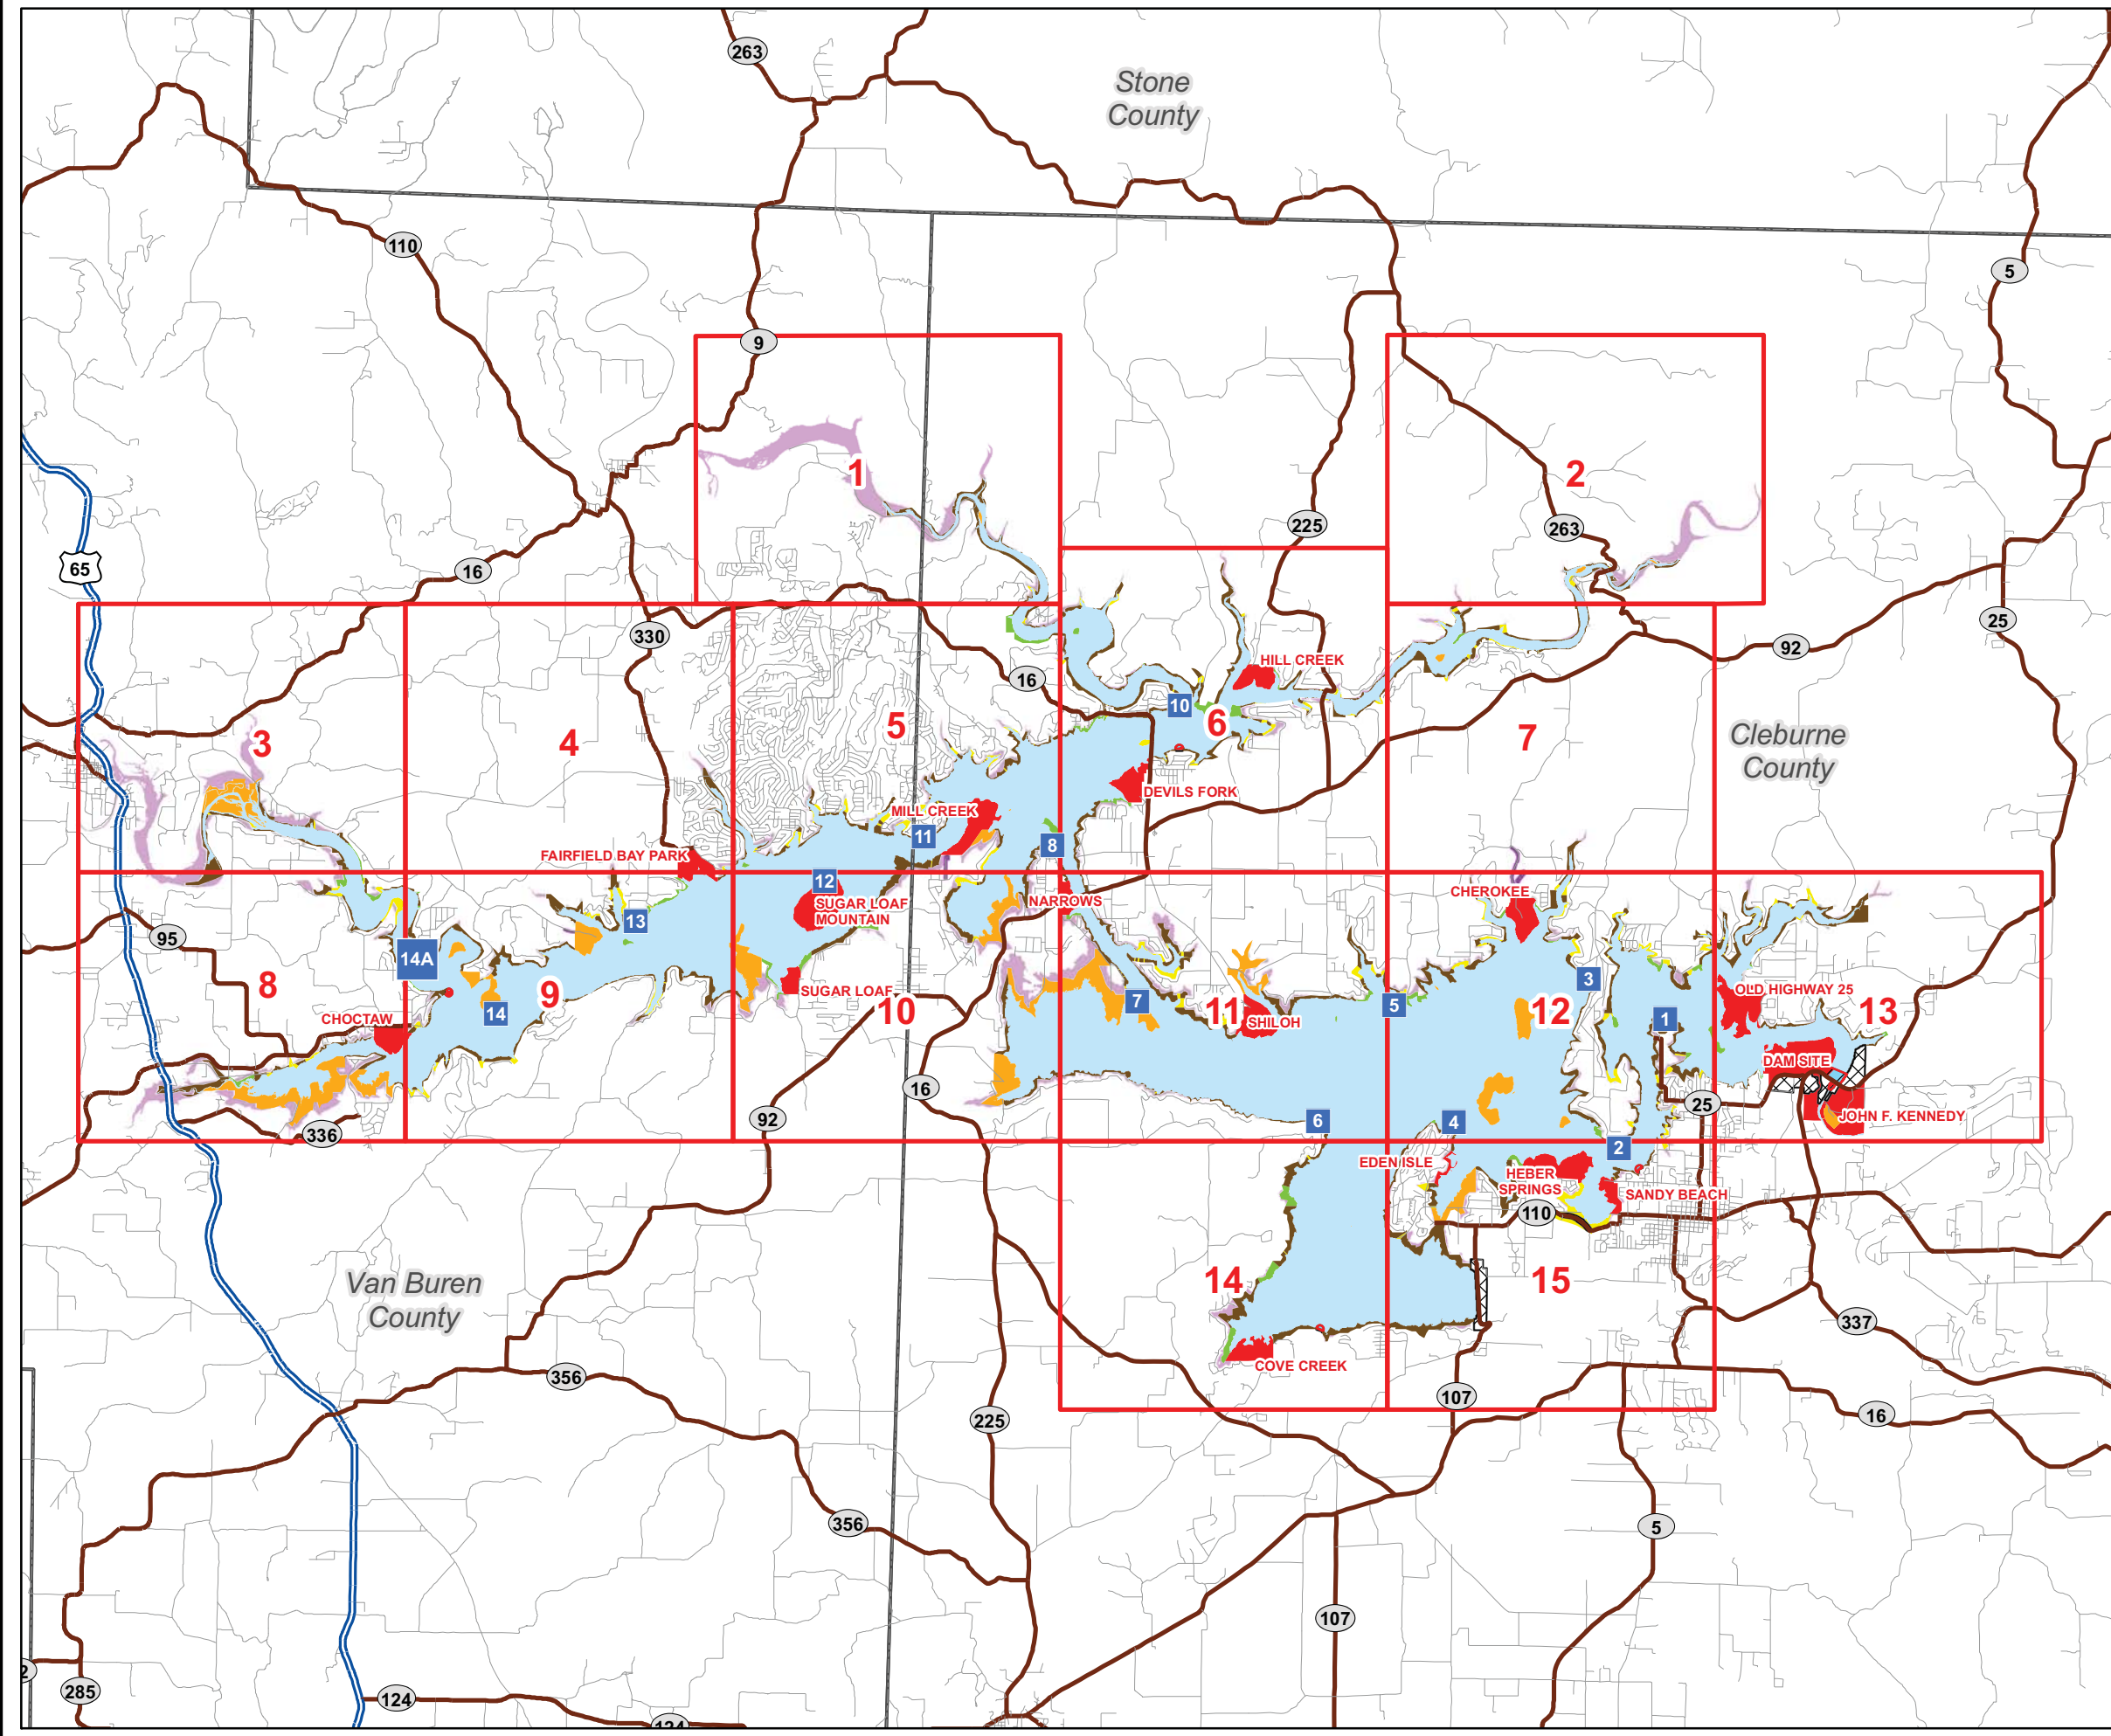 263
Stone
County
110
5
9
1
2
225
263
65
16
330
92
25
16
HILL CREEK
10
6
3
4
5
7
Cleburne
County
DEVILS FORK
MILL CREEK
11
8
FAIRFIELD BAY PARK
12
SUGAR LOAF
MOUNTAIN
NARROWS
CHEROKEE
13
95
14A
8
9
14
SUGAR LOAF
10
7
11
SHILOH
5
3
12
1
OLD HIGHWAY 25
13
CHOCTAW
DAM SITE
16
25
JOHN F. KENNEDY
92
336
6
4
2
EDEN ISLE
HEBER
SPRINGS
SANDY BEACH
110
Van Buren
County
14
15
337
COVE CREEK
356
107
225
16
356
5
107
2
285
124
124